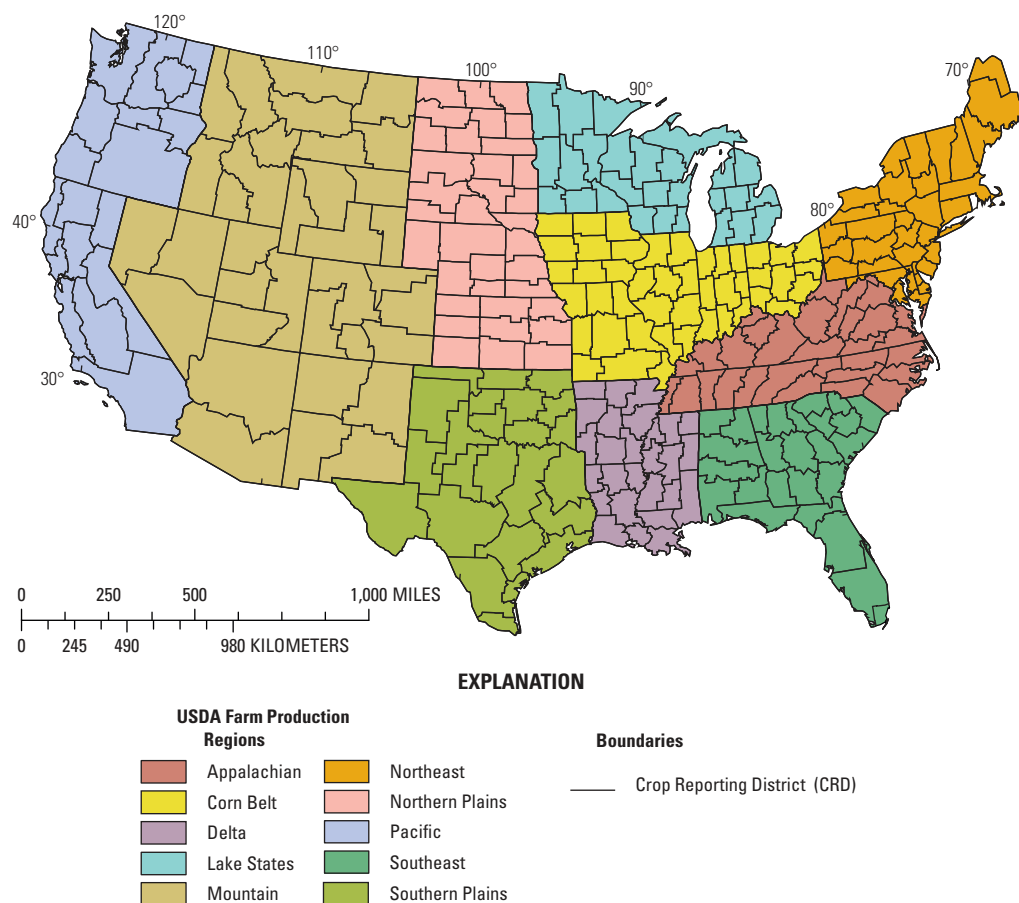 120°
110°
100°
90°
70°
40°
80°
30°
0 250 500 1,000 MILES
0 245 490 980 KILOMETERS
EXPLANATION
USDA Farm Production
Regions
Boundaries
Appalachian
Northeast
Crop Reporting District (CRD)
Corn Belt
Northern Plains
Delta
Pacific
Lake States
Southeast
Mountain
Southern Plains